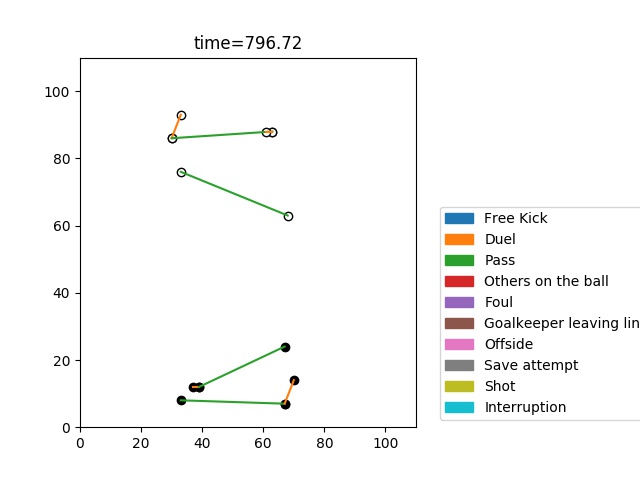 time=796.72
100
80
60
40
20
0
0 20 40 60 80 100
Free Kick
Duel
Pass
Others on the ball
Foul
Goalkeeper leaving lin
Offside
Save attempt
Shot
Interruption